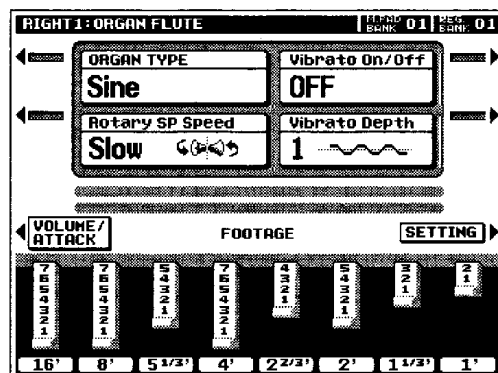 RIGHT1:ORGAN FLUTE M.PAD BANK 01 REG. BANK 01
ORGAN TYPE Vibrato On/Off
Sine OFF
Rotary SP Speed Vibrato Depth
Slow 1
VOLUME/ATTACK FOOTAGE SETTING
7 7 5 7 4 5 3 2
6 6 4 6 3 4 2 1
5 5 3 5 2 3 1
4 4 2 4 1 2
3 3 1 3 1
2 2 2
1 1 1
16' 8' 5 1/3' 4' 2 2/3' 2' 1 1/3' 1'